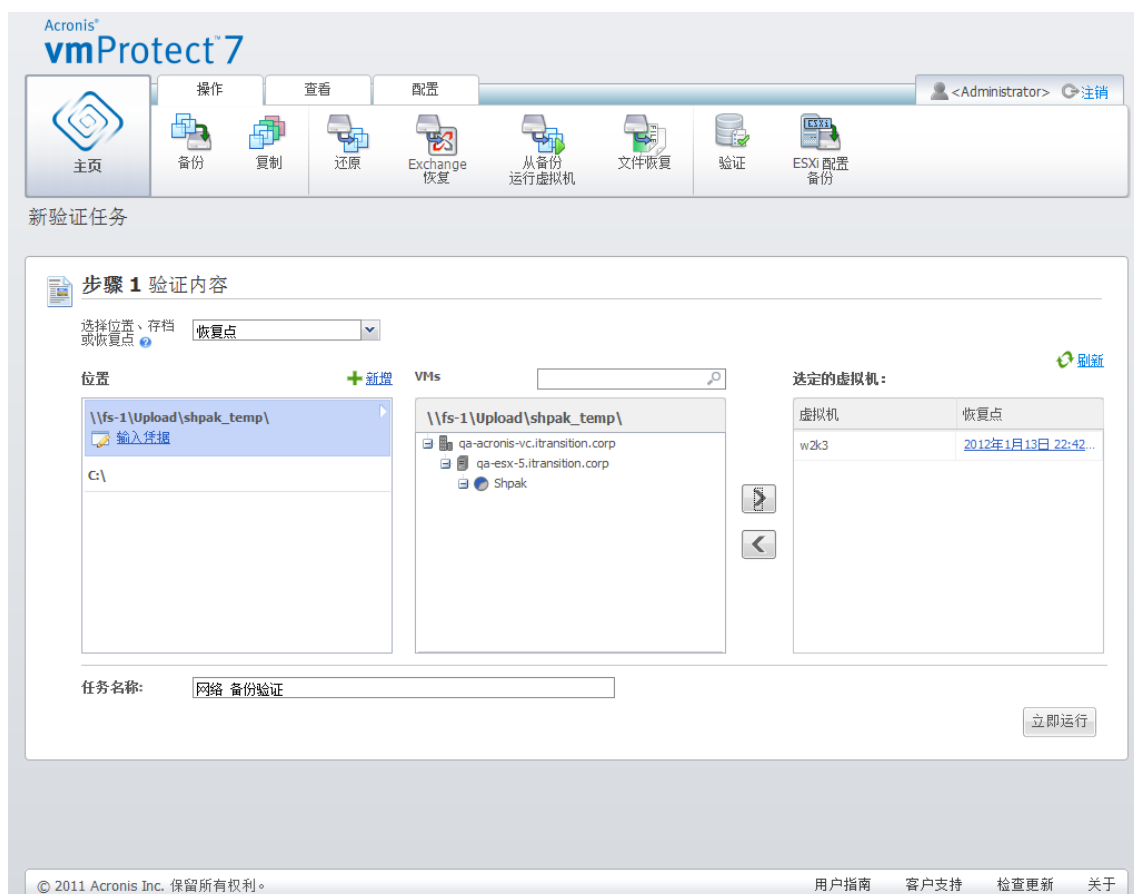 Acronis®
vmProtect™ 7
操作 查看 配置
<Administrator> 注销
主页
备份
复制
还原
Exchange
恢复
从备份
运行虚拟机
文件恢复
验证
ESXi 配置
备份
新验证任务
步骤 1 验证内容
选择位置、存档
或恢复点
恢复点
刷新
位置
新增
VMs
选定的虚拟机:
\\fs-1\Upload\shpak_temp\
输入凭据
C:\
\\fs-1\Upload\shpak_temp\
qa-acronis-vc.itransition.corp
qa-esx-5.itransition.corp
Shpak
虚拟机 恢复点
w2k3 2012年1月13日 22:42...
任务名称: 网络 备份验证
立即运行
© 2011 Acronis Inc. 保留所有权利。 用户指南 客户支持 检查更新 关于